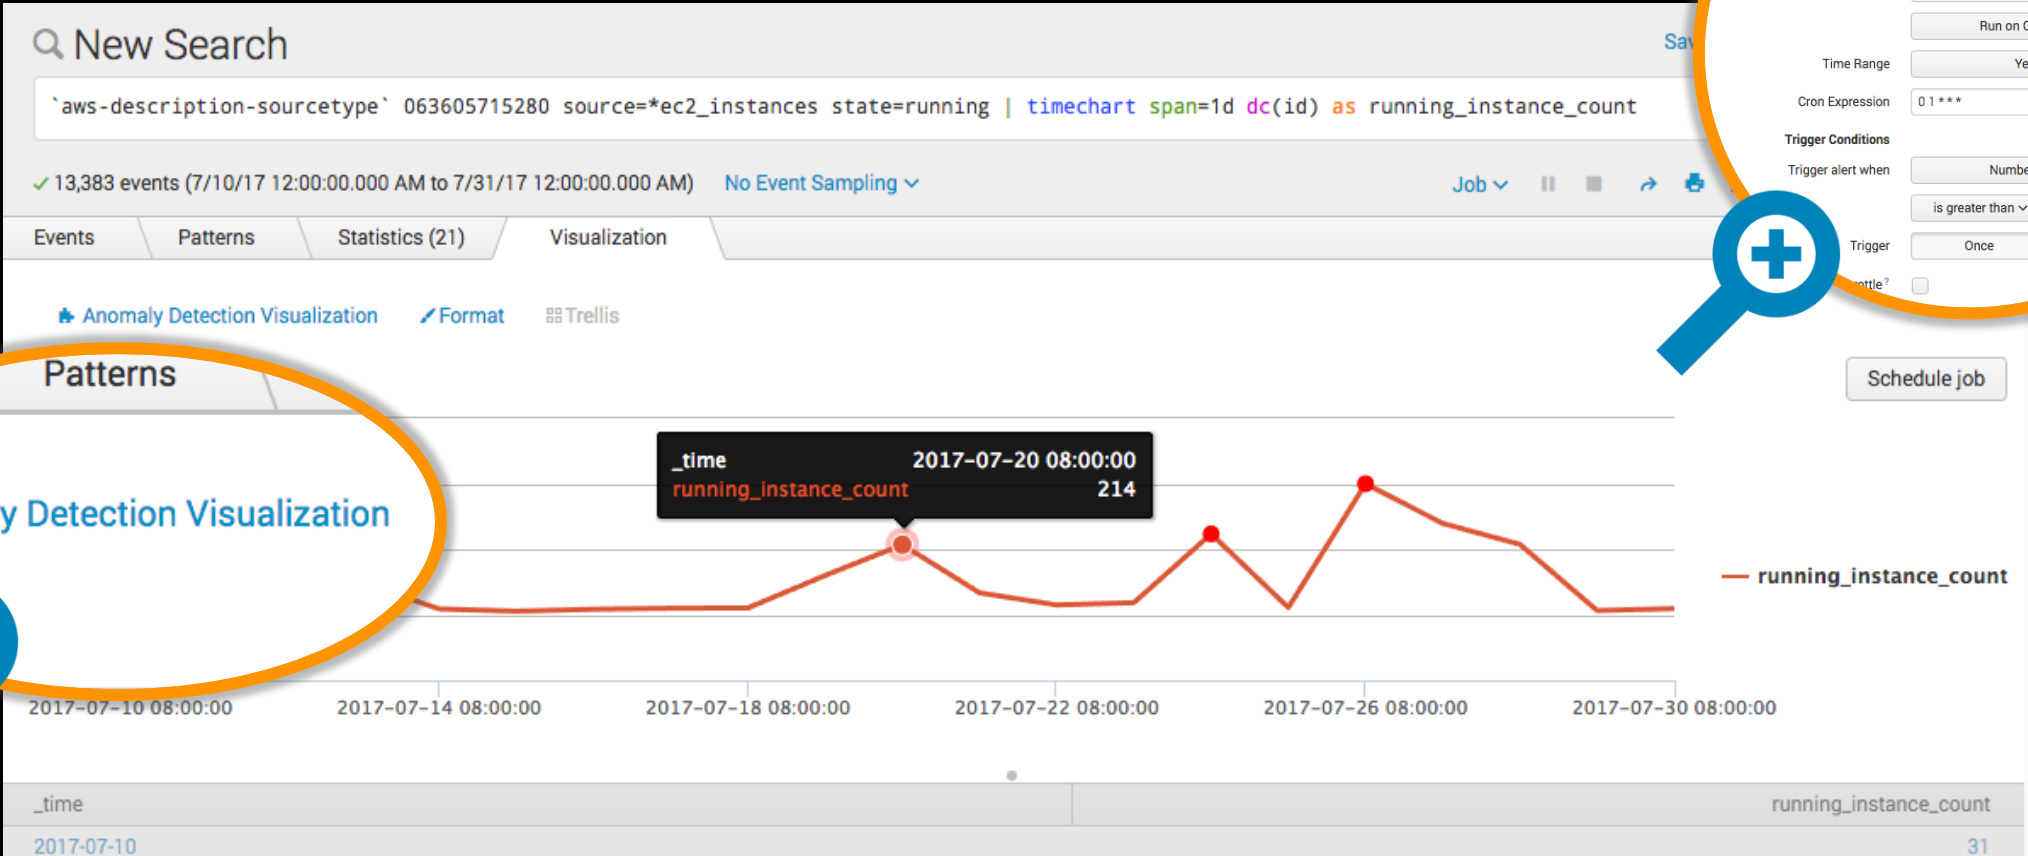 New Search
Sav
`aws-description-sourcetype` 063605715280 source=*ec2_instances state=running | timechart span=1d dc(id) as running_instance_count
13,383 events (7/10/17 12:00:00.000 AM to 7/31/17 12:00:00.000 AM)
No Event Sampling
Job
Events
Patterns
Statistics (21)
Visualization
Anomaly Detection Visualization
Format
Trellis
Run on
Time Range
Ye
Cron Expression
0 1 * * *
Trigger Conditions
Trigger alert when
Numbe
is greater than
Trigger
Once
ottle?
Patterns
y Detection Visualization
Schedule job
_time 2017-07-20 08:00:00
running_instance_count 214
running_instance_count
2017-07-10 08:00:00
2017-07-14 08:00:00
2017-07-18 08:00:00
2017-07-22 08:00:00
2017-07-26 08:00:00
2017-07-30 08:00:00
_time running_instance_count
2017-07-10 31